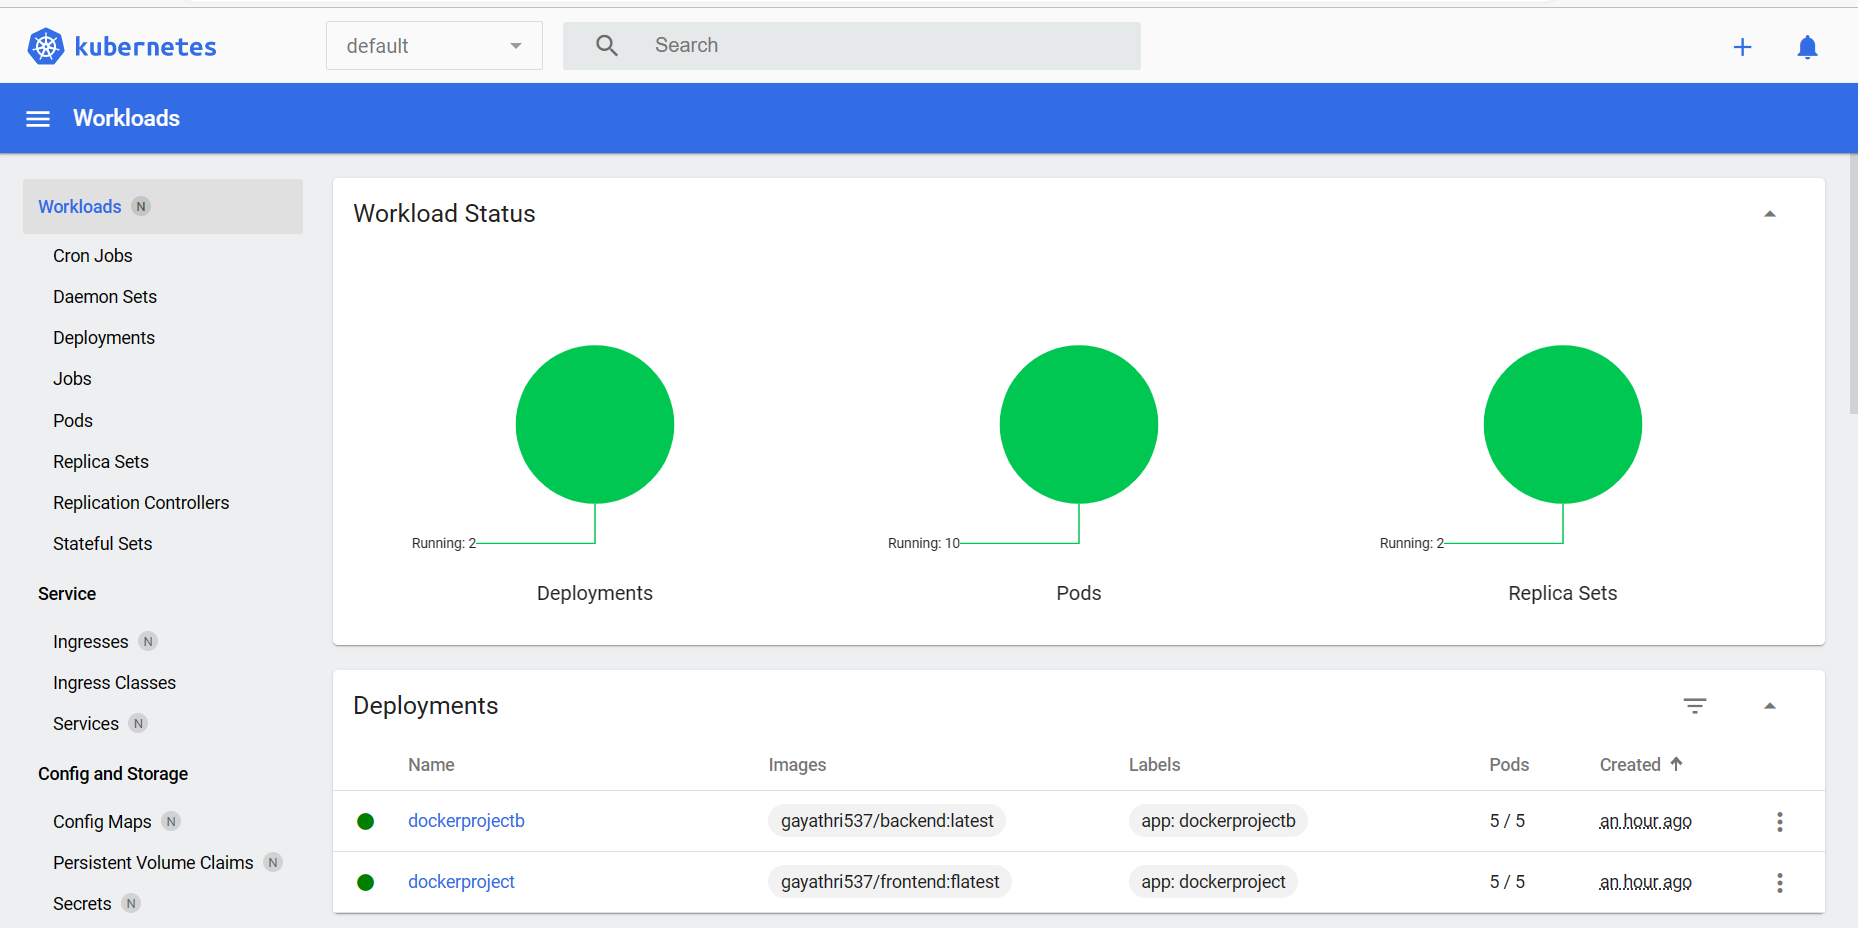 kubernetes
default
Search
Workloads
Workloads N
Cron Jobs
Daemon Sets
Deployments
Jobs
Pods
Replica Sets
Replication Controllers
Stateful Sets
Service
Ingresses N
Ingress Classes
Services N
Config and Storage
Config Maps N
Persistent Volume Claims N
Secrets N
Workload Status
Running: 2
Deployments
Running: 10
Pods
Running: 2
Replica Sets
Deployments
Name Images Labels Pods Created
dockerprojectb gayathri537/backend:latest app: dockerprojectb 5 / 5 an hour ago
dockerproject gayathri537/frontend:flatest app: dockerproject 5 / 5 an hour ago